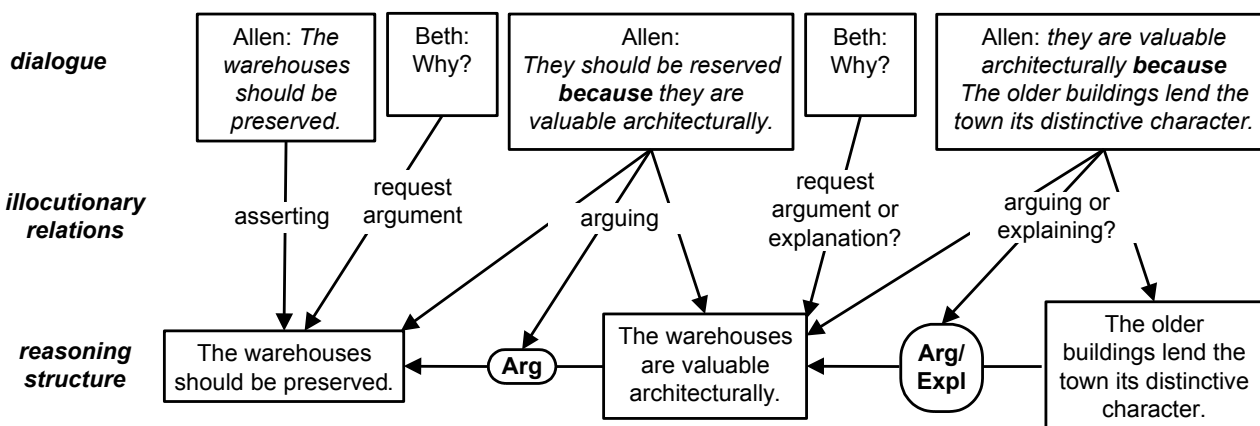 dialogue
Allen: The
warehouses
should be
preserved.
Beth:
Why?
Allen:
They should be reserved
because they are
valuable architecturally.
Beth:
Why?
Allen: they are valuable
architecturally because
The older buildings lend the
town its distinctive character.
illocutionary
relations
asserting
request
argument
arguing
request
argument or
explanation?
arguing or
explaining?
reasoning
structure
The warehouses
should be preserved.
Arg
The warehouses
are valuable
architecturally.
Arg/
Expl
The older
buildings lend the
town its distinctive
character.